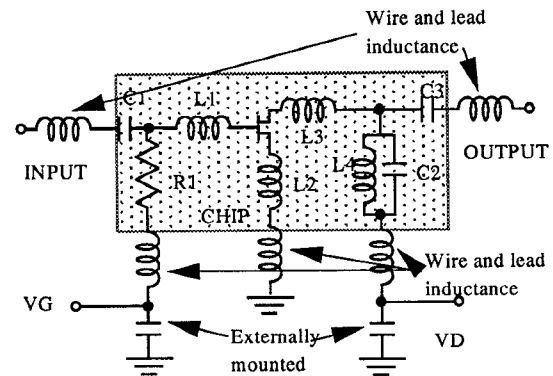 Wire and lead
inductance
C1
L1
C3
L3
INPUT
OUTPUT
R1
L2
L4
C2
CHIP
Wire and lead
inductance
VG
Externally
mounted
VD